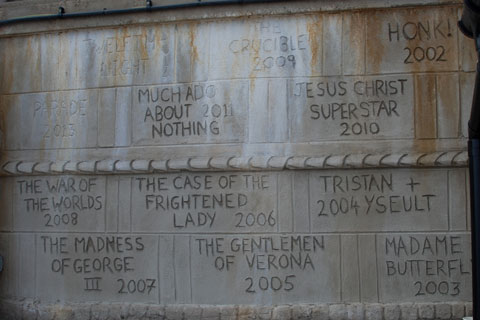 TWELFTH
NIGHT
THE
CRUCIBLE
2009
HONK!
2002
PARADE
2013
MUCH ADO
ABOUT 2011
NOTHING
JESUS CHRIST
SUPERSTAR
2010
THE WAR OF
THE WORLDS
2008
THE CASE OF THE
FRIGHTENED
LADY 2006
TRISTAN +
2004 YSEULT
THE MADNESS
OF GEORGE
III 2007
THE GENTLEMEN
OF VERONA
2005
MADAME
BUTTERFL
2003